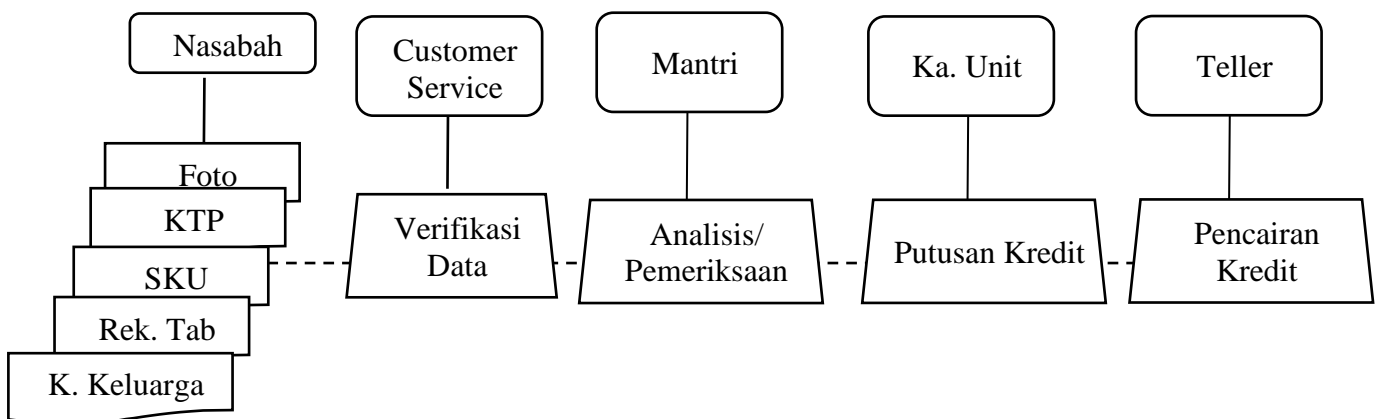 Nasabah
Customer
Service
Mantri
Ka. Unit
Teller
Foto
KTP
SKU
Rek. Tab
K. Keluarga
Verifikasi
Data
Analisis/
Pemeriksaan
Putusan Kredit
Pencairan
Kredit